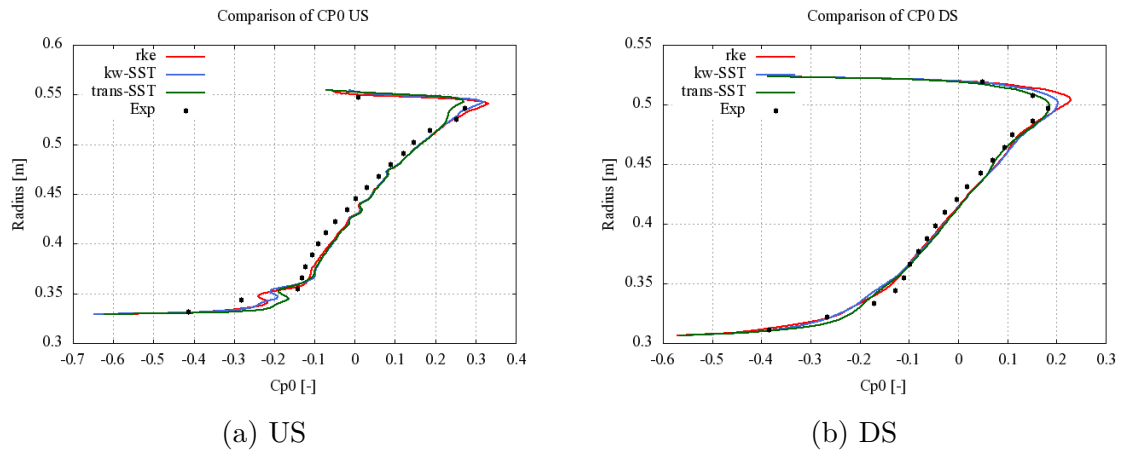 Comparison of CP0 US
0.6
0.55
0.5
0.45
0.4
0.35
0.3
Radius [m]
rke
kw-SST
trans-SST
Exp
-0.7 -0.6 -0.5 -0.4 -0.3 -0.2 -0.1 0 0.1 0.2 0.3 0.4
Cp0 [-]
(a) US
Comparison of CP0 DS
0.55
0.5
0.45
0.4
0.35
0.3
Radius [m]
rke
kw-SST
trans-SST
Exp
-0.6 -0.5 -0.4 -0.3 -0.2 -0.1 0 0.1 0.2 0.3
Cp0 [-]
(b) DS